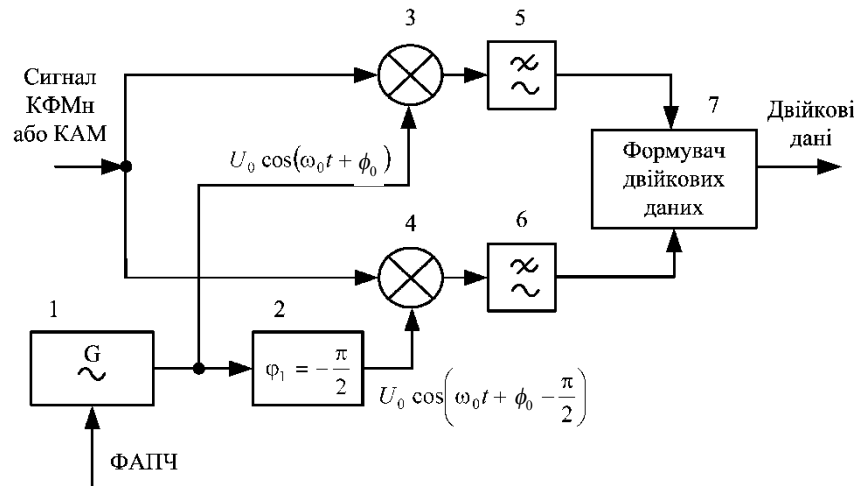 3
5
Сигнал
КФМн
або КАМ
7
Двійкові
дані
U₀ cos(ω₀t + ϕ₀)
Формувач
двійкових
даних
4
6
1
2
G
φ₁ = − π/2
U₀ cos(ω₀t + ϕ₀ − π/2)
ФАПЧ